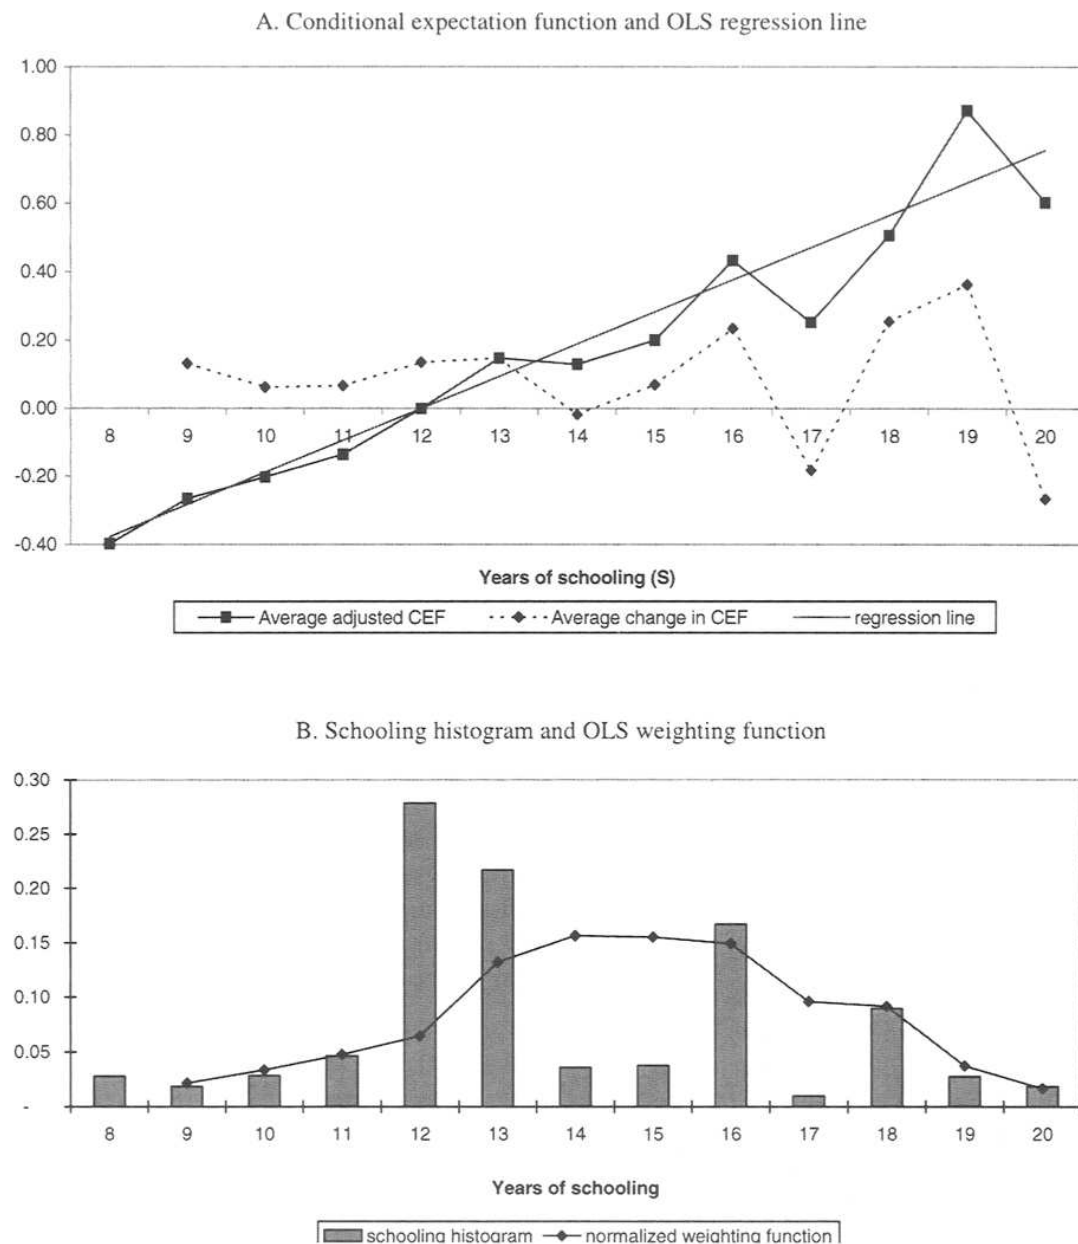 A. Conditional expectation function and OLS regression line
1.00
0.80
0.60
0.40
0.20
0.00
8 9 10 11 12 13 14 15 16 17 18 19 20
-0.20
-0.40
Years of schooling (S)
Average adjusted CEF Average change in CEF regression line
B. Schooling histogram and OLS weighting function
0.30
0.25
0.20
0.15
0.10
0.05
-
8 9 10 11 12 13 14 15 16 17 18 19 20
Years of schooling
schooling histogram normalized weighting function